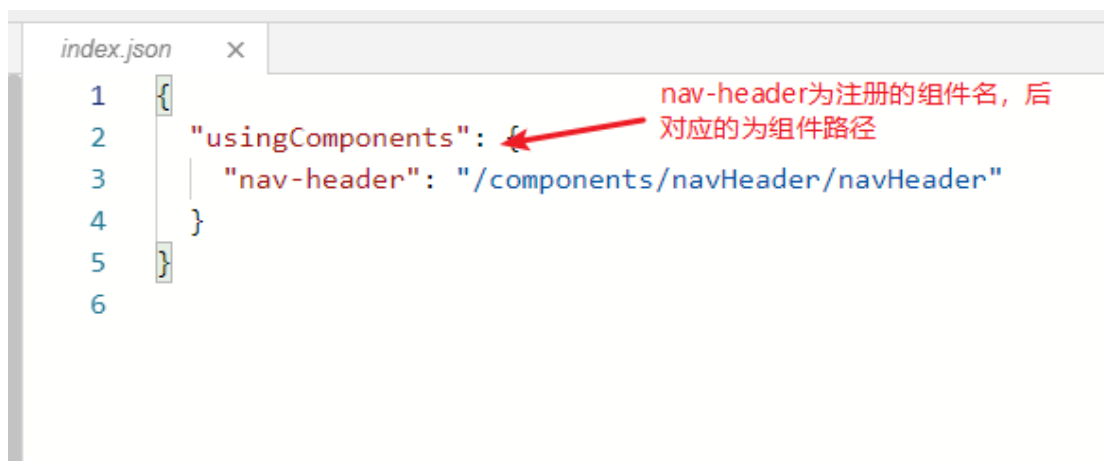 index.json ×
1 {
nav-header为注册的组件名，后
对应的为组件路径
2 "usingComponents": {
3 "nav-header": "/components/navHeader/navHeader"
4 }
5 }
6